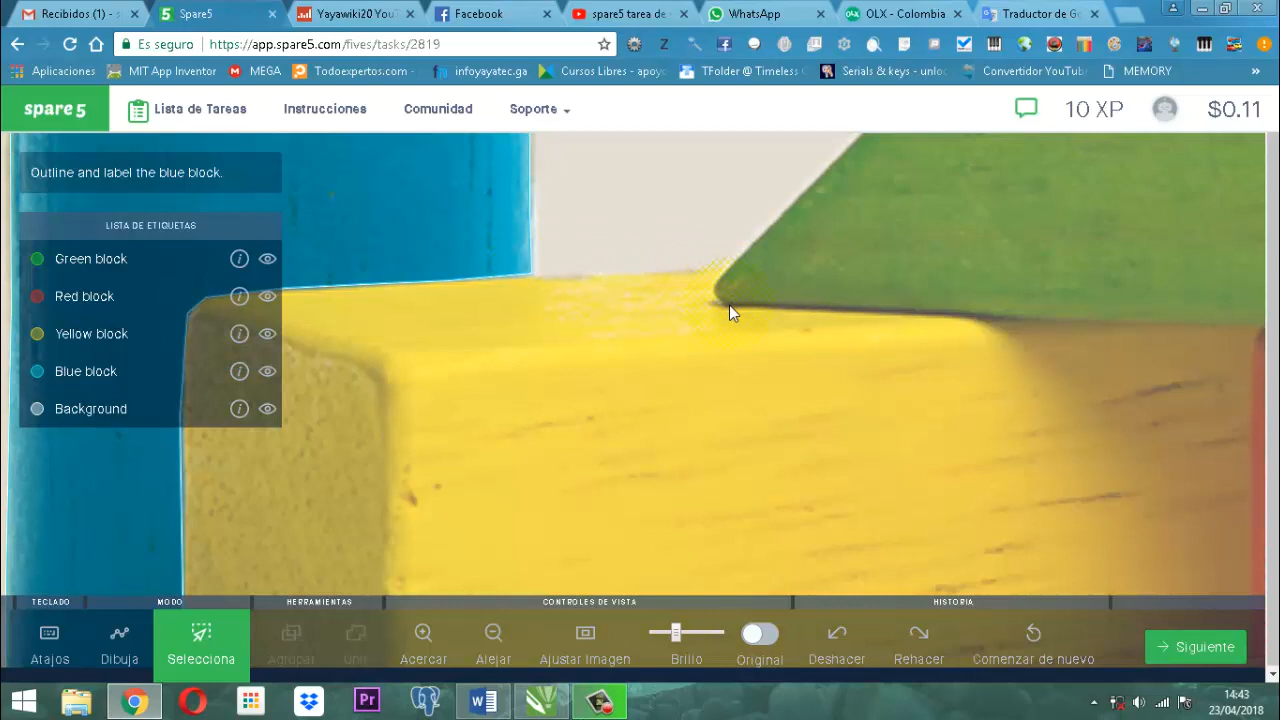 Recibidos (1) -
Spare5
Yayawiki20 You
Facebook
spare5 tarea de
WhatsApp
OLX - Colombia
Traductor de Go
Es seguro
https://app.spare5.com/fives/tasks/2819
Aplicaciones
MIT App Inventor
MEGA
Todoexpertos.com -
infoyayatec.ga
Cursos Libres - apoyo
TFolder @ Timeless
Serials & keys - unloc
Convertidor YouTub
MEMORY
»
spare5
Lista de Tareas
Instrucciones
Comunidad
Soporte
10 XP
$0.11
Outline and label the blue block.
LISTA DE ETIQUETAS
Green block
Red block
Yellow block
Blue block
Background
TECLADO
MODO
HERRAMIENTAS
CONTROLES DE VISTA
HISTORIA
Atajos
Dibuja
Selecciona
Agrupar
Unir
Acercar
Alejar
Ajustar Imagen
Brillo
Original
Deshacer
Rehacer
Comenzar de nuevo
Siguiente
Pr
14:43
23/04/2018